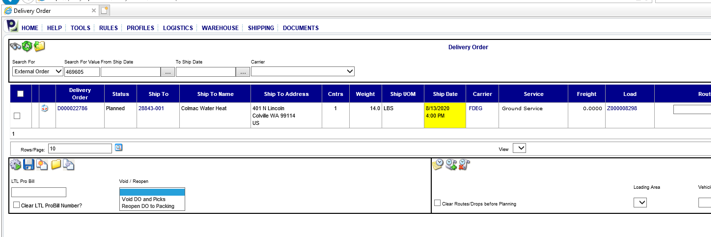 Delivery Order
HOME | HELP | TOOLS | RULES | PROFILES | LOGISTICS | WAREHOUSE | SHIPPING | DOCUMENTS
Delivery Order
Search For Search For Value From Ship Date To Ship Date Carrier
External Order 469605 ... ...
Delivery Order Status Ship To Ship To Name Ship To Address Cntrs Weight Ship UOM Ship Date Carrier Service Freight Load Rout
D000022786 Planned 28843-001 Colmac Water Heat 401 N Lincoln 1 14.0 LBS 8/13/2020 FDEG Ground Service 0.0000 Z000008298
Colville WA 99114 4:00 PM
US
1
Rows/Page: 10 View
LTL Pro Bill Void / Reopen
Loading Area Vehicl
Clear LTL ProBill Number? Void DO and Picks Clear Routes/Drops before Planning
Reopen DO to Packing